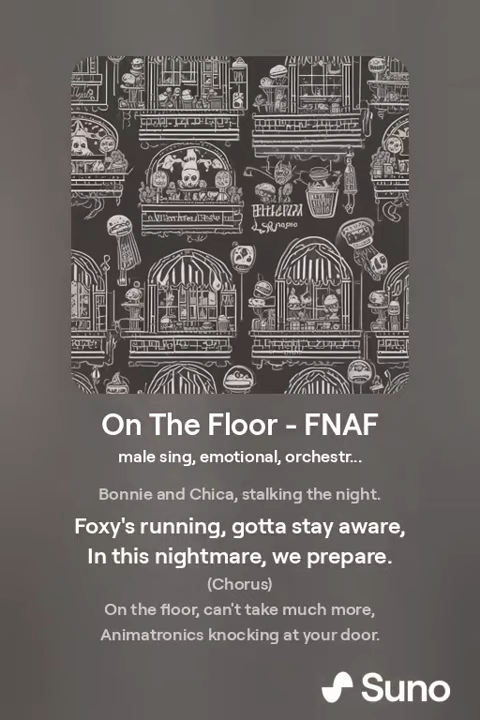 On The Floor - FNAF
male sing, emotional, orchestr...
Bonnie and Chica, stalking the night.
Foxy's running, gotta stay aware,
In this nightmare, we prepare.
(Chorus)
On the floor, can't take much more,
Animatronics knocking at your door.
Suno